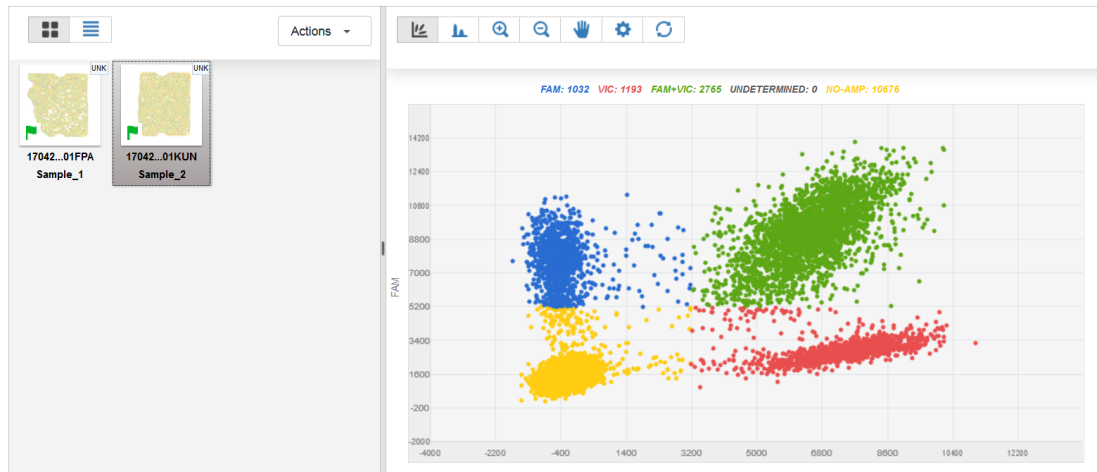 Actions
UNK
UNK
17042...01FPA
Sample_1
17042...01KUN
Sample_2
FAM: 1032 VIC: 1193 FAM+VIC: 2765 UNDETERMINED: 0 NO-AMP: 10676
FAM
14200
12400
10600
8800
7000
5200
3400
1600
-200
-2000
-4000 -2200 -400 1400 3200 5000 6800 8600 10400 12200